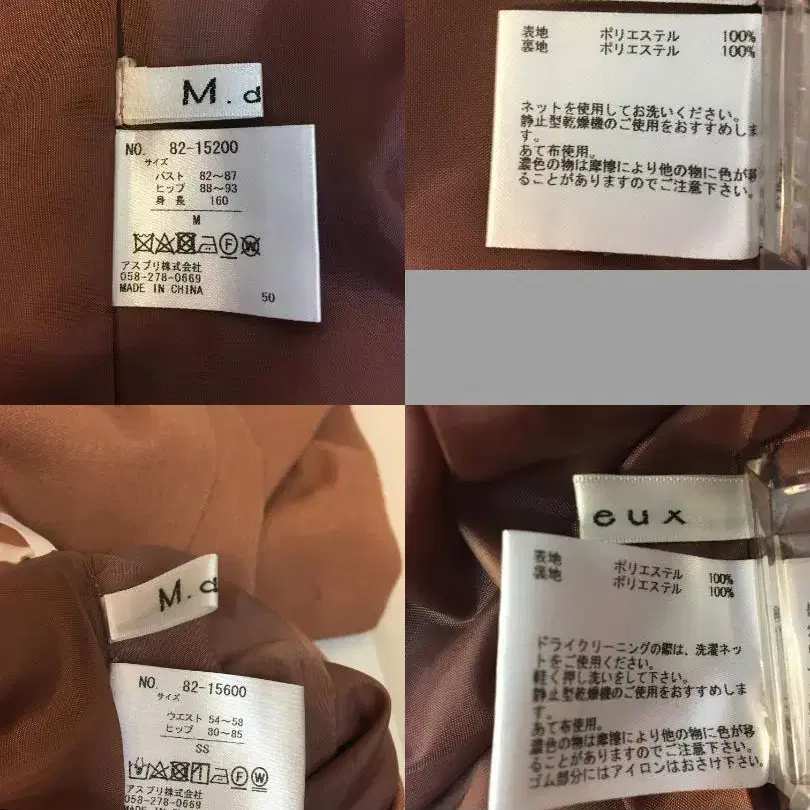 M.d
NO. 82-15200
サイズ
バスト 82~87
ヒップ 88~93
身長 160
M
アスプリ株式会社
058-278-0669
MADE IN CHINA
50
表地 ポリエステル 100%
裏地 ポリエステル 100%
ネットを使用してお洗いください。
静止型乾燥機のご使用をおすすめしま
す。
あて布使用。
濃色の物は摩擦により他の物に色が移
ることがありますのでご注意下さい。
M.d
NO. 82-15600
サイズ
ウエスト 54~58
ヒップ 80~85
SS
アスプリ株式会社
058-278-0669
MADE IN CHINA
eux
表地 ポリエステル 100%
裏地 ポリエステル 100%
ドライクリーニングの際は、洗濯ネッ
トをご使用ください。
軽く押し洗いをして下さい。
静止型乾燥機のご使用をおすすめしま
す。
あて布使用。
濃色の物は摩擦により他の物に色が移
ることがありますのでご注意下さい。
ゴム部分にはアイロンはおさけ下さい。